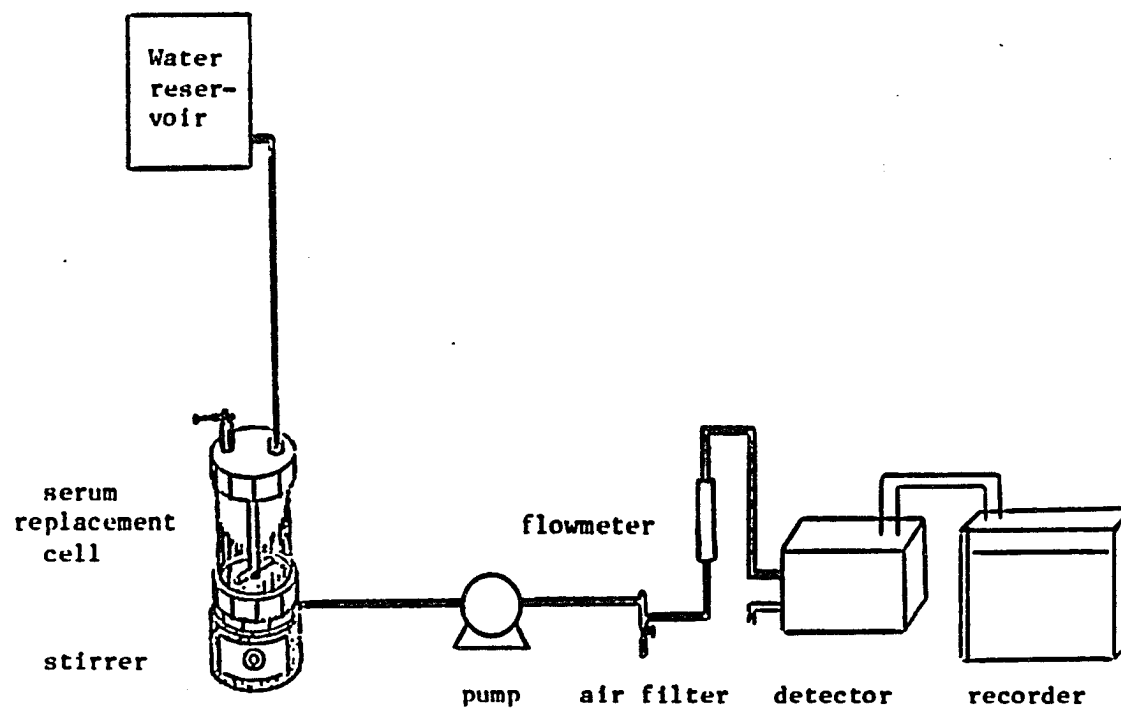 Water
reser-
voir
serum
replacement
cell
flowmeter
stirrer
pump
air filter
detector
recorder